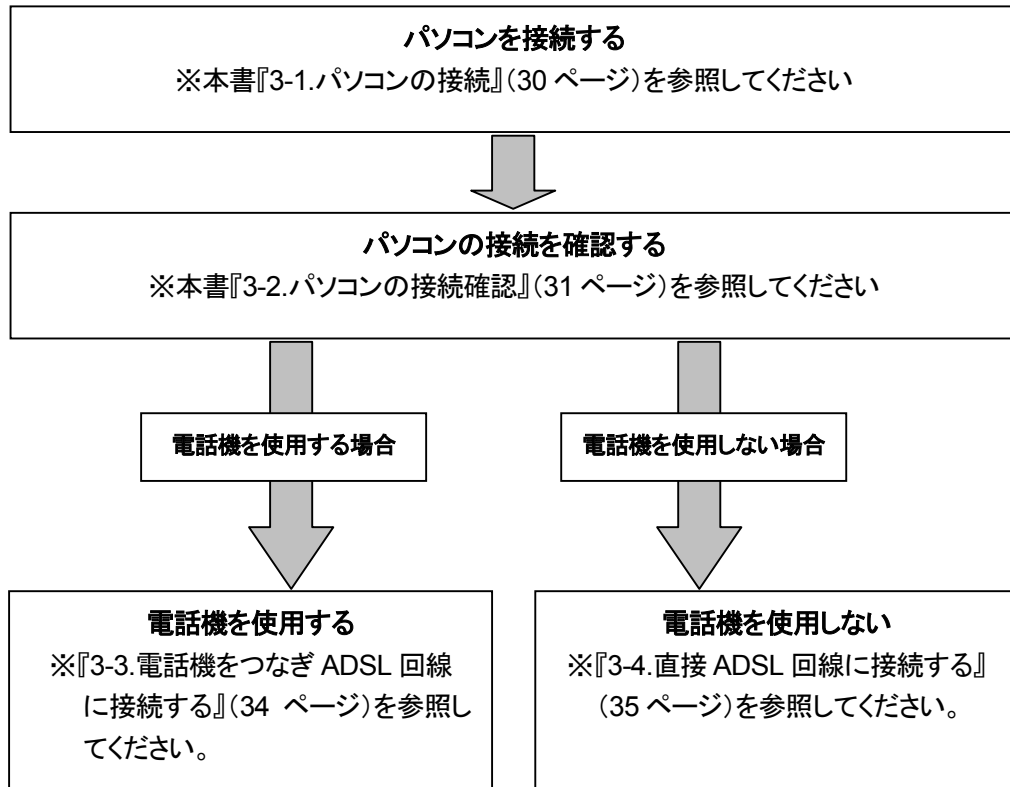 パソコンを接続する
※本書『3-1.パソコンの接続』（30 ページ）を参照してください
パソコンの接続を確認する
※本書『3-2.パソコンの接続確認』（31 ページ）を参照してください
電話機を使用する場合
電話機を使用しない場合
電話機を使用する
※『3-3.電話機をつなぎ ADSL 回線
に接続する』（34 ページ）を参照し
てください。
電話機を使用しない
※『3-4.直接 ADSL 回線に接続する』
（35 ページ）を参照してください。